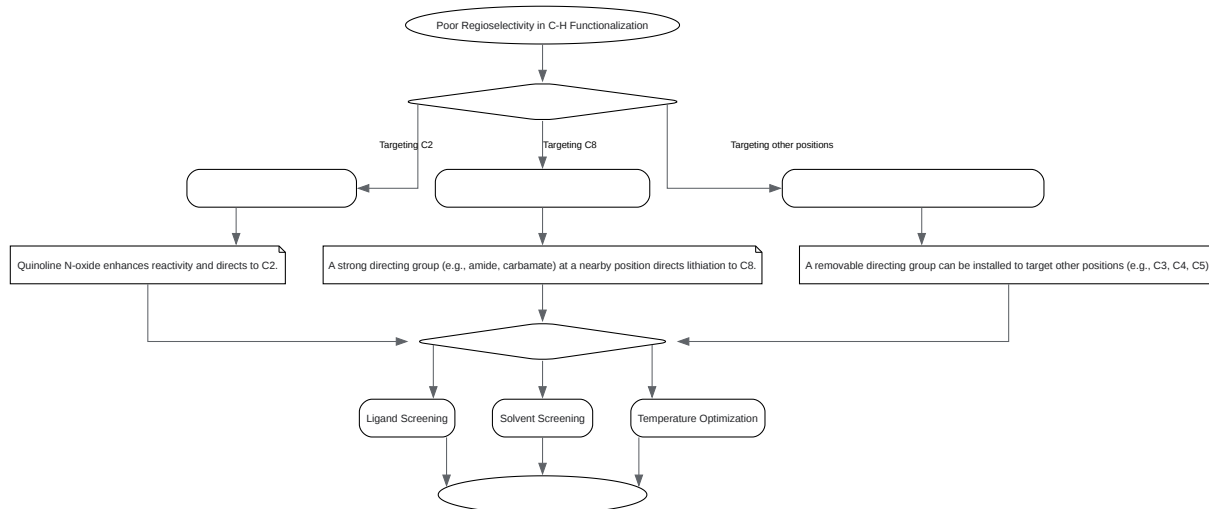 Poor Regioselectivity in C-H Functionalization
Targeting C2
Targeting C8
Targeting other positions
Quinoline N-oxide enhances reactivity and directs to C2.
A strong directing group (e.g., amide, carbamate) at a nearby position directs lithiation to C8.
A removable directing group can be installed to target other positions (e.g., C3, C4, C5)
Ligand Screening
Solvent Screening
Temperature Optimization